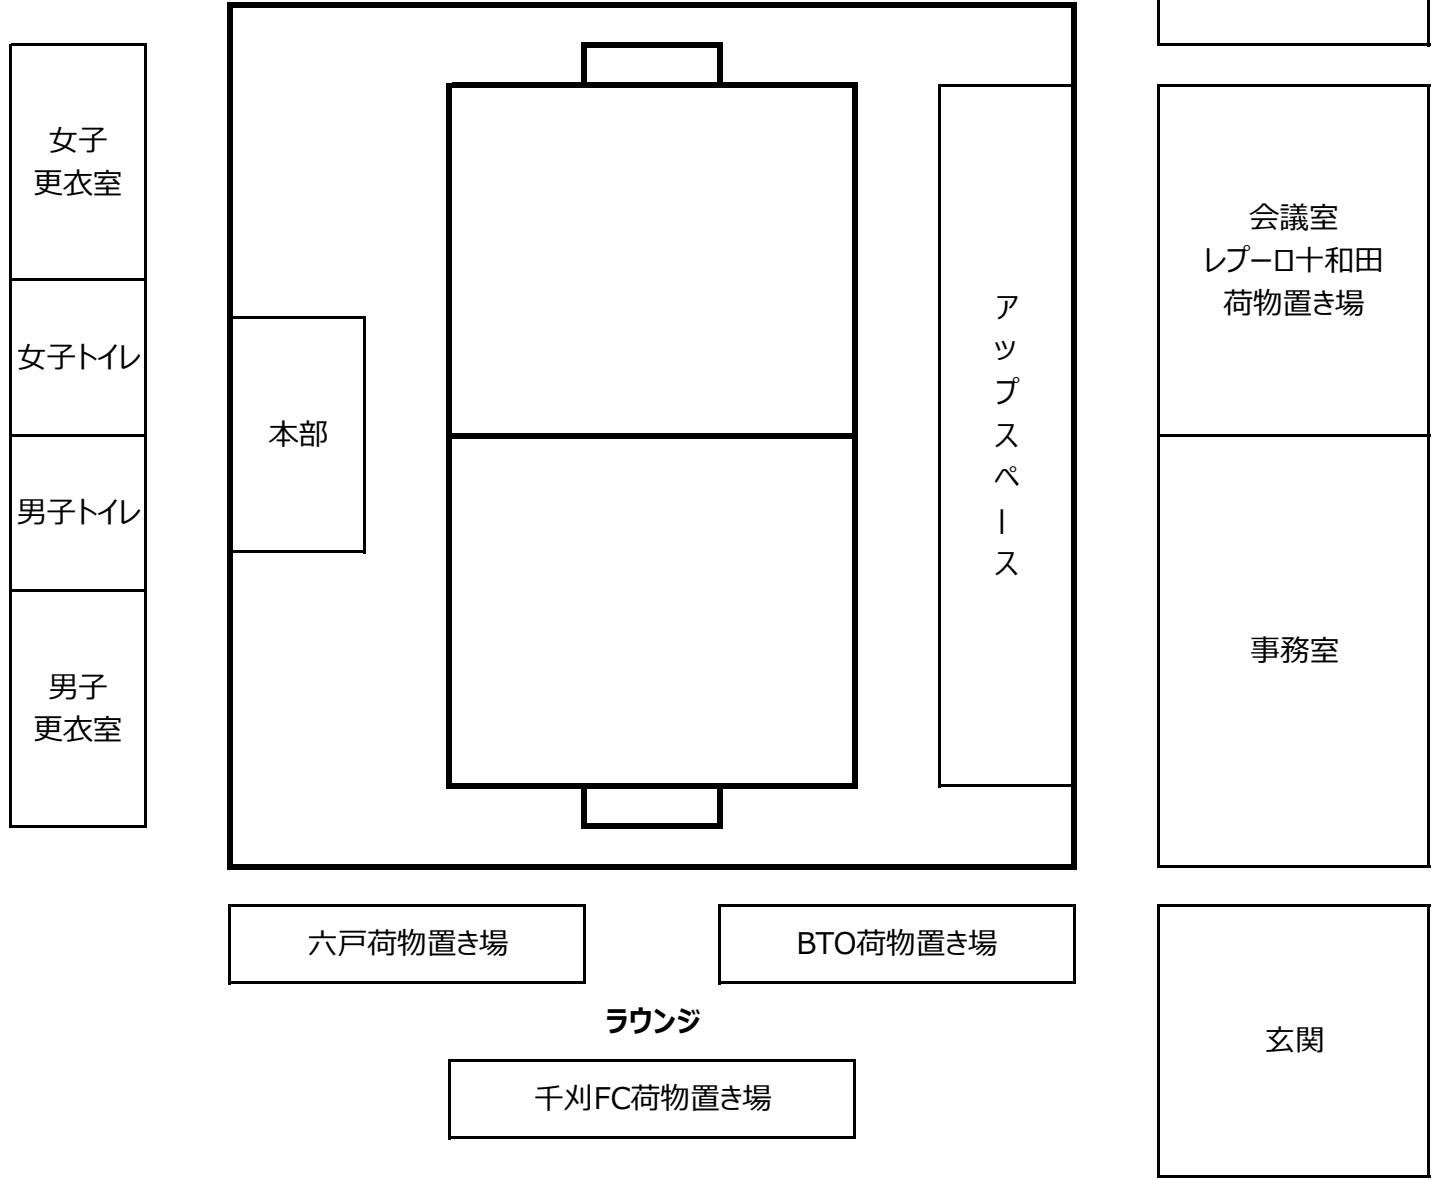 女子
更衣室
女子トイレ
男子トイレ
男子
更衣室
本部
アップスペース
会議室
レプーロ十和田
荷物置き場
事務室
六戸荷物置き場
BTO荷物置き場
ラウンジ
千刈FC荷物置き場
玄関